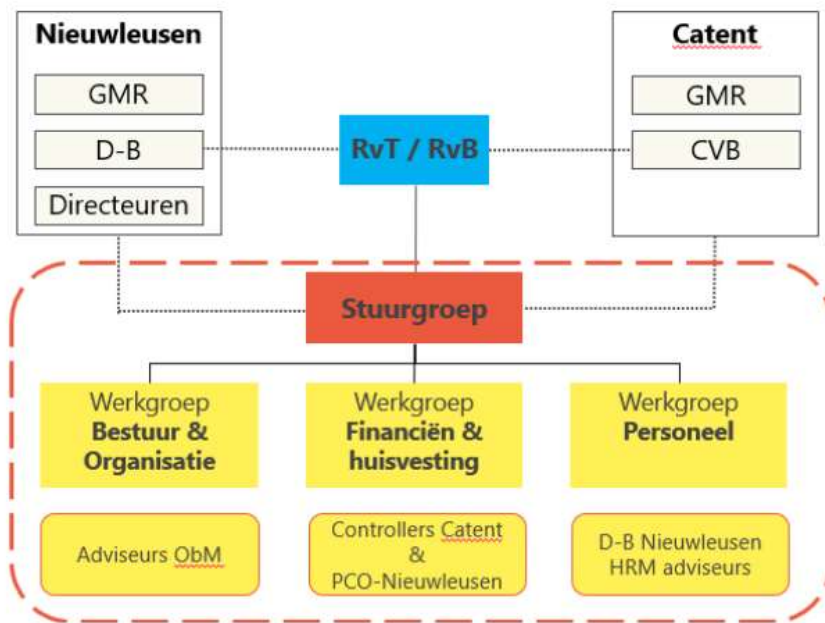 Nieuwleusen
GMR
D-B
Directeuren
RvT / RvB
Catent
GMR
CVB
Stuurgroep
Werkgroep
Bestuur &
Organisatie
Werkgroep
Financiën &
huisvesting
Werkgroep
Personeel
Adviseurs ObM
Controllers Catent
&
PCO-Nieuwleusen
D-B Nieuwleusen
HRM adviseurs